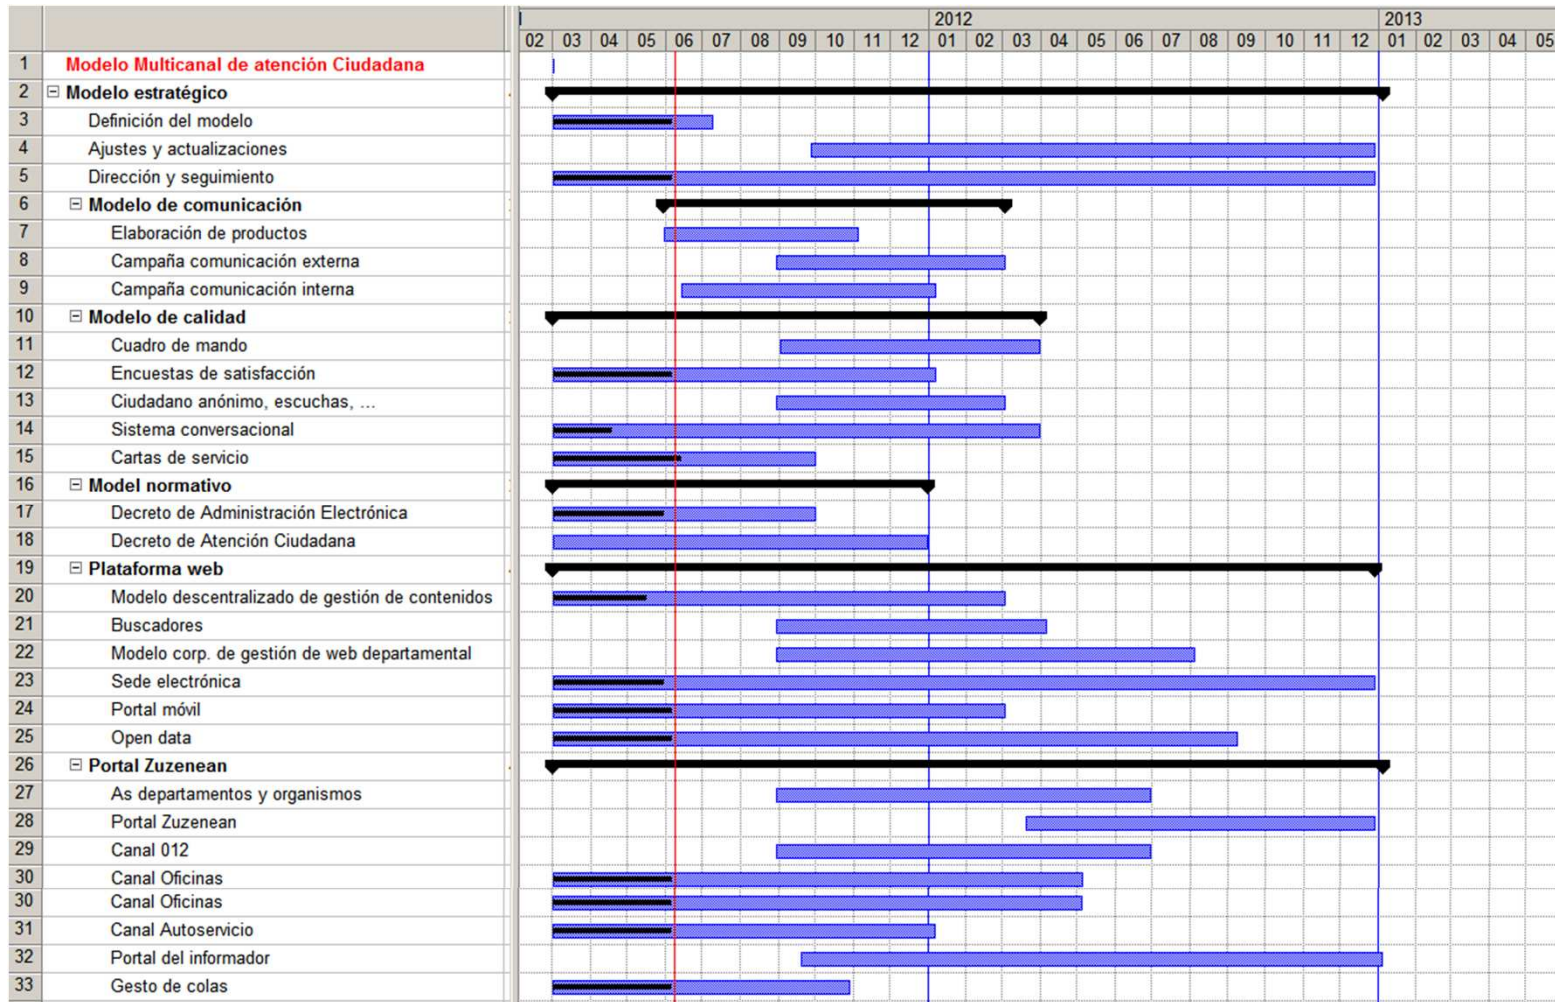 2012 2013
02 03 04 05 06 07 08 09 10 11 12 01 02 03 04 05 06 07 08 09 10 11 12 01 02 03 04 05
1 Modelo Multicanal de atención Ciudadana
2 Modelo estratégico
3 Definición del modelo
4 Ajustes y actualizaciones
5 Dirección y seguimiento
6 Modelo de comunicación
7 Elaboración de productos
8 Campaña comunicación externa
9 Campaña comunicación interna
10 Modelo de calidad
11 Cuadro de mando
12 Encuestas de satisfacción
13 Ciudadano anónimo, escuchas, ...
14 Sistema conversacional
15 Cartas de servicio
16 Model normativo
17 Decreto de Administración Electrónica
18 Decreto de Atención Ciudadana
19 Plataforma web
20 Modelo descentralizado de gestión de contenidos
21 Buscadores
22 Modelo corp. de gestión de web departamental
23 Sede electrónica
24 Portal móvil
25 Open data
26 Portal Zuzenean
27 As departamentos y organismos
28 Portal Zuzenean
29 Canal 012
30 Canal Oficinas
30 Canal Oficinas
31 Canal Autoservicio
32 Portal del informador
33 Gesto de colas